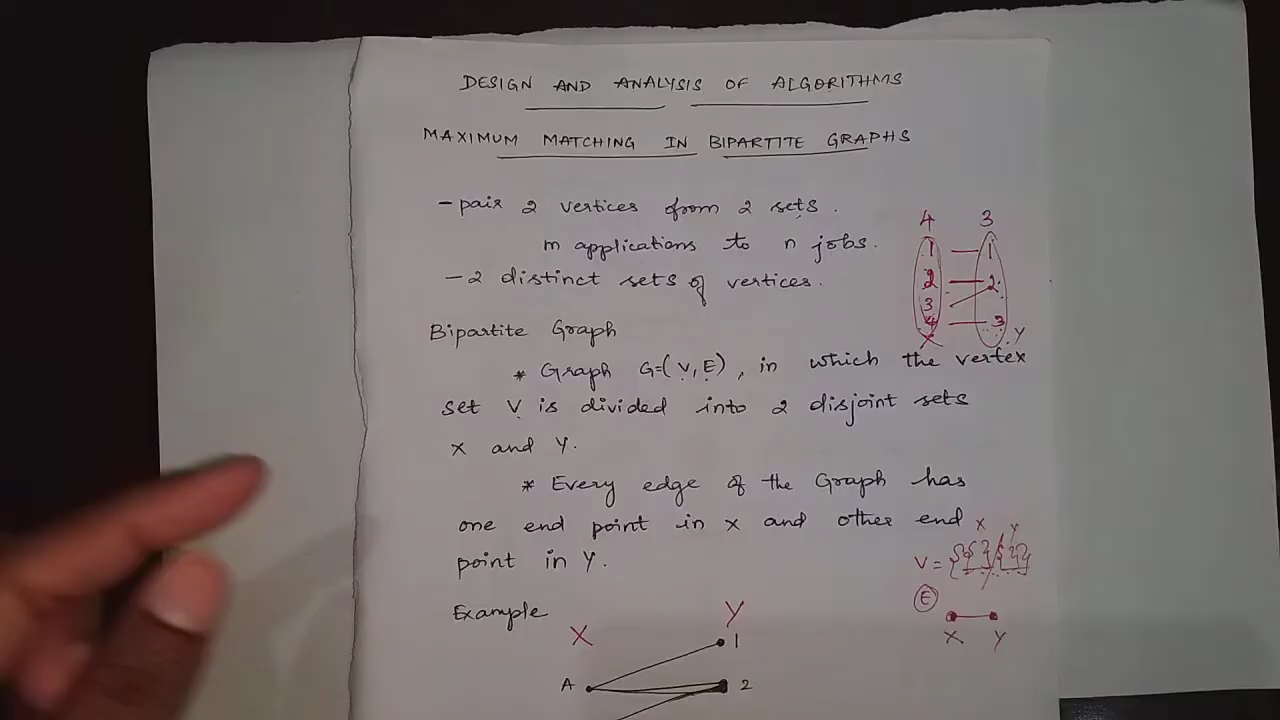 DESIGN AND ANALYSIS OF ALGORITHMS
MAXIMUM MATCHING IN BIPARTITE GRAPHS
- pair 2 vertices from 2 sets.
m applications to n jobs.
- 2 distinct sets of vertices.
4 3
1 1
2 2
3
4 3
X Y
Bipartite Graph
* Graph G=(V,E), in which the vertex
set V is divided into 2 disjoint sets
X and Y.
* Every edge of the Graph has
one end point in X and other end
point in Y.
X Y
V = {{ } { }}
E
X Y
Example
X Y
1
A 2